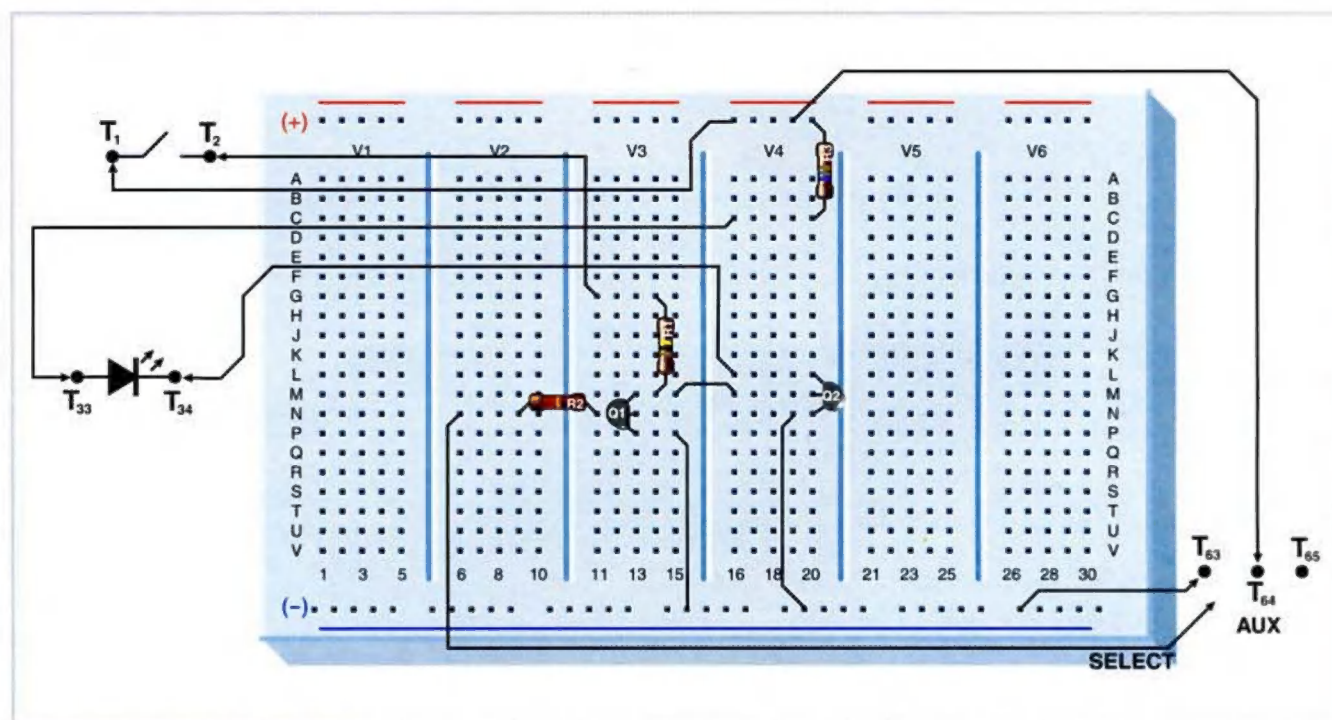 (+)
T1 T2
V1 V2 V3 V4 V5 V6
R3
A A
B B
C C
D D
E E
F F
G G
H H
J J
R1
K K
L L
M M
T33 T34
R2 Q1 Q2
N N
P P
Q Q
R R
S S
T T
U U
V V
T63 T64 T65
1 3 5 6 8 10 11 13 15 16 18 20 21 23 25 26 28 30
(-)
AUX
SELECT